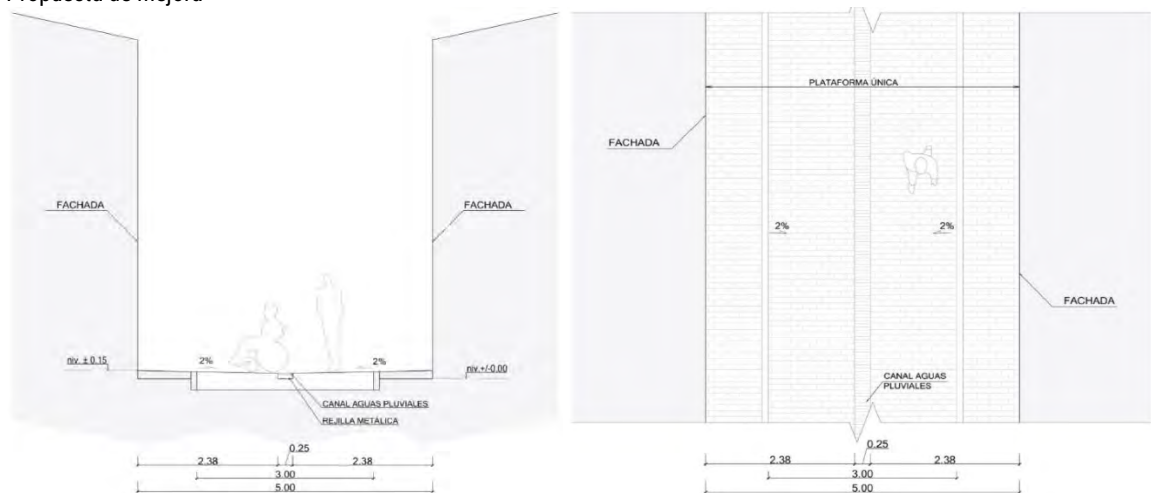 Propuesta de mejora
FACHADA
FACHADA
niv. ± 0.15
2%
2%
niv.+/-0.00
CANAL AGUAS PLUVIALES
REJILLA METÁLICA
0.25
2.38
2.38
3.00
5.00
PLATAFORMA ÚNICA
FACHADA
2%
2%
FACHADA
CANAL AGUAS
PLUVIALES
0.25
2.38
2.38
3.00
5.00